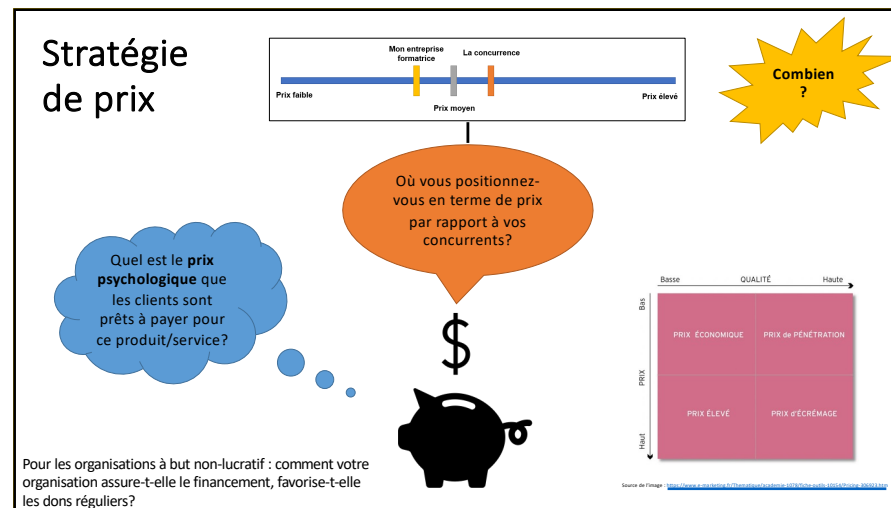 Stratégie
de prix
Mon entreprise
formatrice
La concurrence
Prix faible
Prix moyen
Prix élevé
Combien
?
Où vous positionnez-
vous en terme de prix
par rapport à vos
concurrents?
Quel est le prix
psychologique que
les clients sont
prêts à payer pour
ce produit/service?
$
Basse QUALITÉ Haute
Bas
PRIX
Haut
PRIX ÉCONOMIQUE
PRIX de PÉNÉTRATION
PRIX ÉLEVÉ
PRIX d'ÉCRÉMAGE
Pour les organisations à but non-lucratif : comment votre
organisation assure-t-elle le financement, favorise-t-elle
les dons réguliers?
Source de l'image :